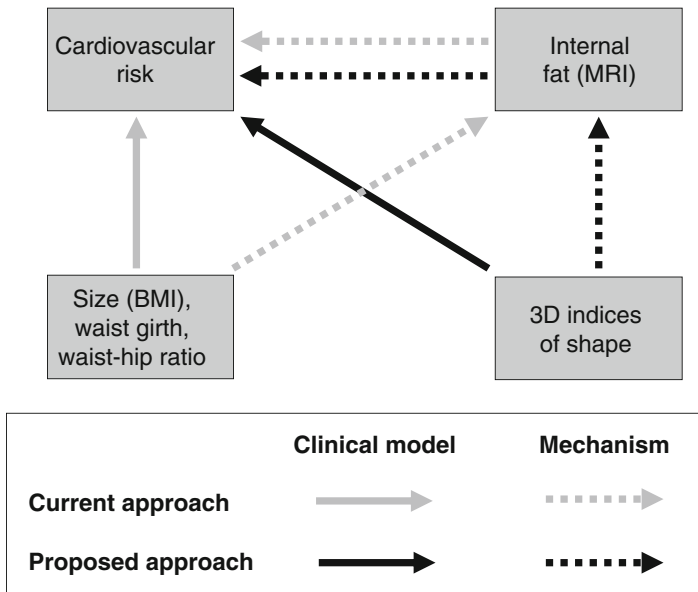 Cardiovascular
risk
Internal
fat (MRI)
Size (BMI),
waist girth,
waist-hip ratio
3D indices
of shape
Clinical model
Mechanism
Current approach
Proposed approach